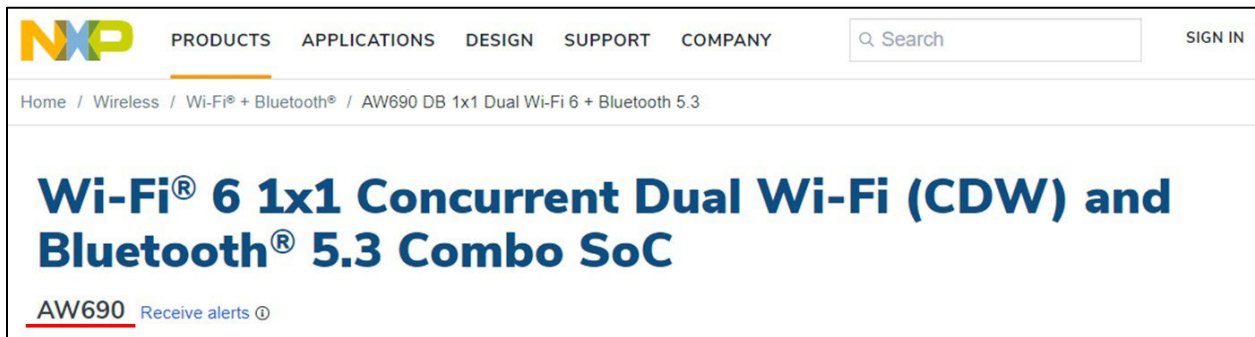 NXP PRODUCTS APPLICATIONS DESIGN SUPPORT COMPANY Search SIGN IN
Home / Wireless / Wi-Fi® + Bluetooth® / AW690 DB 1x1 Dual Wi-Fi 6 + Bluetooth 5.3
Wi-Fi® 6 1x1 Concurrent Dual Wi-Fi (CDW) and
Bluetooth® 5.3 Combo SoC
AW690 Receive alerts